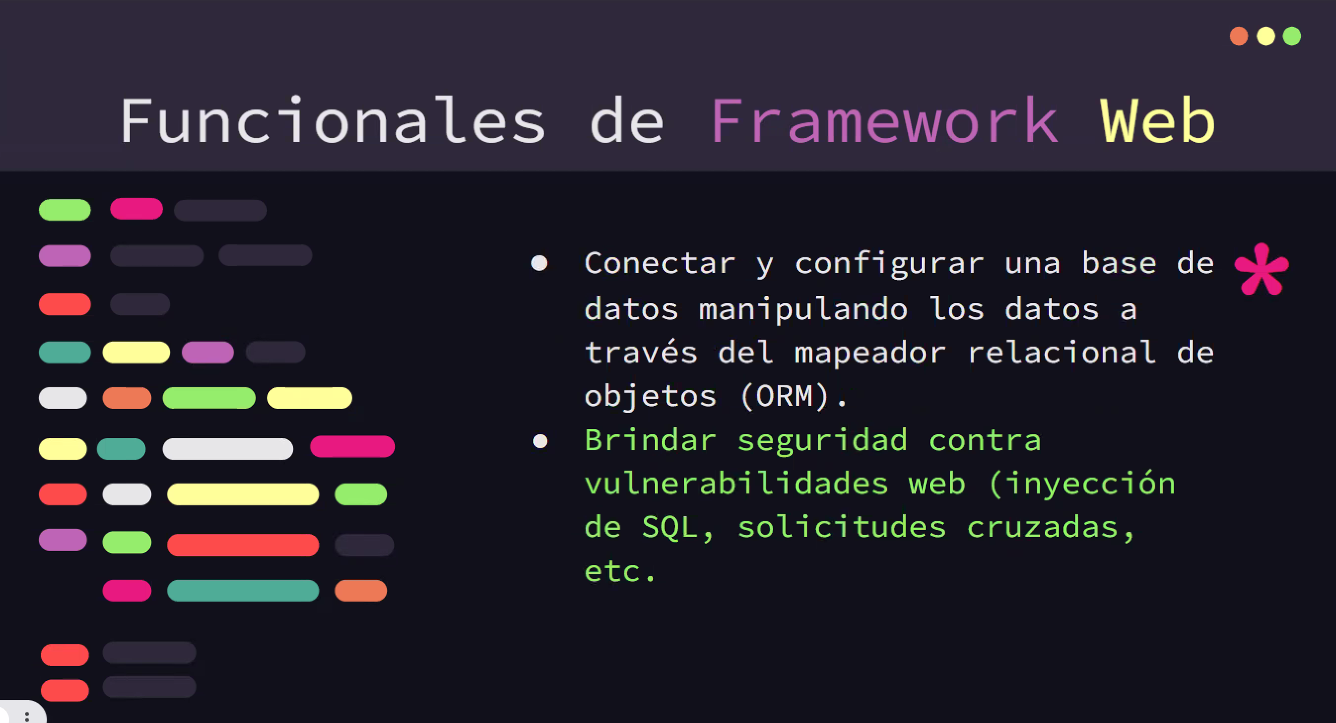 Funcionales de Framework Web
● Conectar y configurar una base de
datos manipulando los datos a
través del mapeador relacional de
objetos (ORM).
● Brindar seguridad contra
vulnerabilidades web (inyección
de SQL, solicitudes cruzadas,
etc.